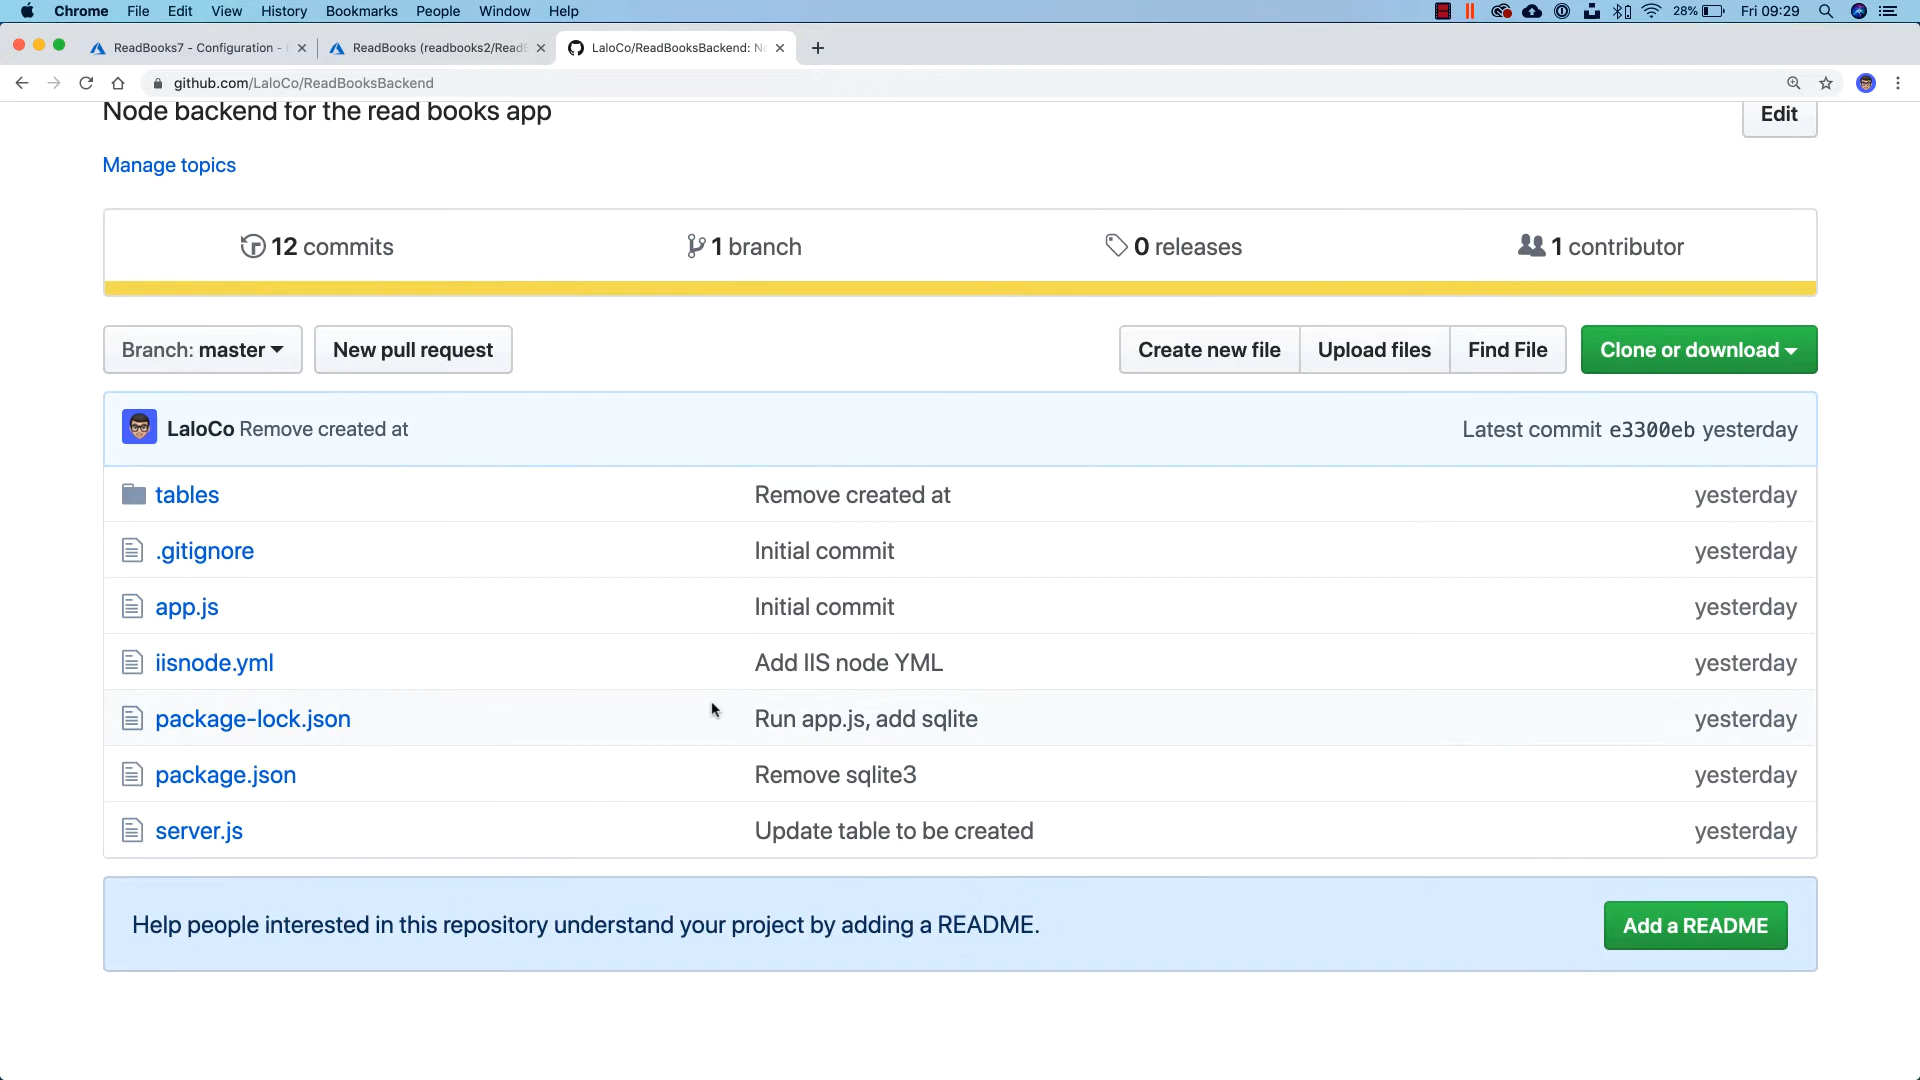 Chrome File Edit View History Bookmarks People Window Help 28% Fri 09:29
ReadBooks7 - Configuration - ReadBooks (readbooks2/Read LaloCo/ReadBooksBackend: N
github.com/LaloCo/ReadBooksBackend
Node backend for the read books app Edit
Manage topics
12 commits 1 branch 0 releases 1 contributor
Branch: master New pull request Create new file Upload files Find File Clone or download
LaloCo Remove created at Latest commit e3300eb yesterday
tables Remove created at yesterday
.gitignore Initial commit yesterday
app.js Initial commit yesterday
iisnode.yml Add IIS node YML yesterday
package-lock.json Run app.js, add sqlite yesterday
package.json Remove sqlite3 yesterday
server.js Update table to be created yesterday
Help people interested in this repository understand your project by adding a README. Add a README